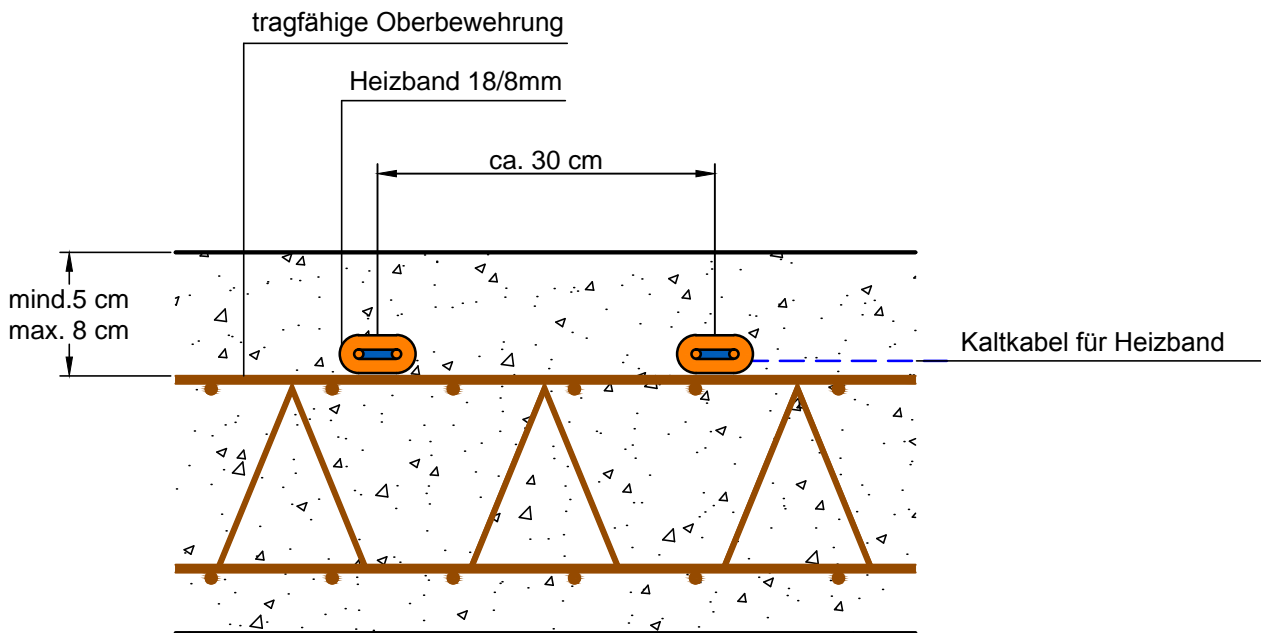 tragfähige Oberbewehrung
Heizband 18/8mm
ca. 30 cm
mind.5 cm
max. 8 cm
Kaltkabel für Heizband